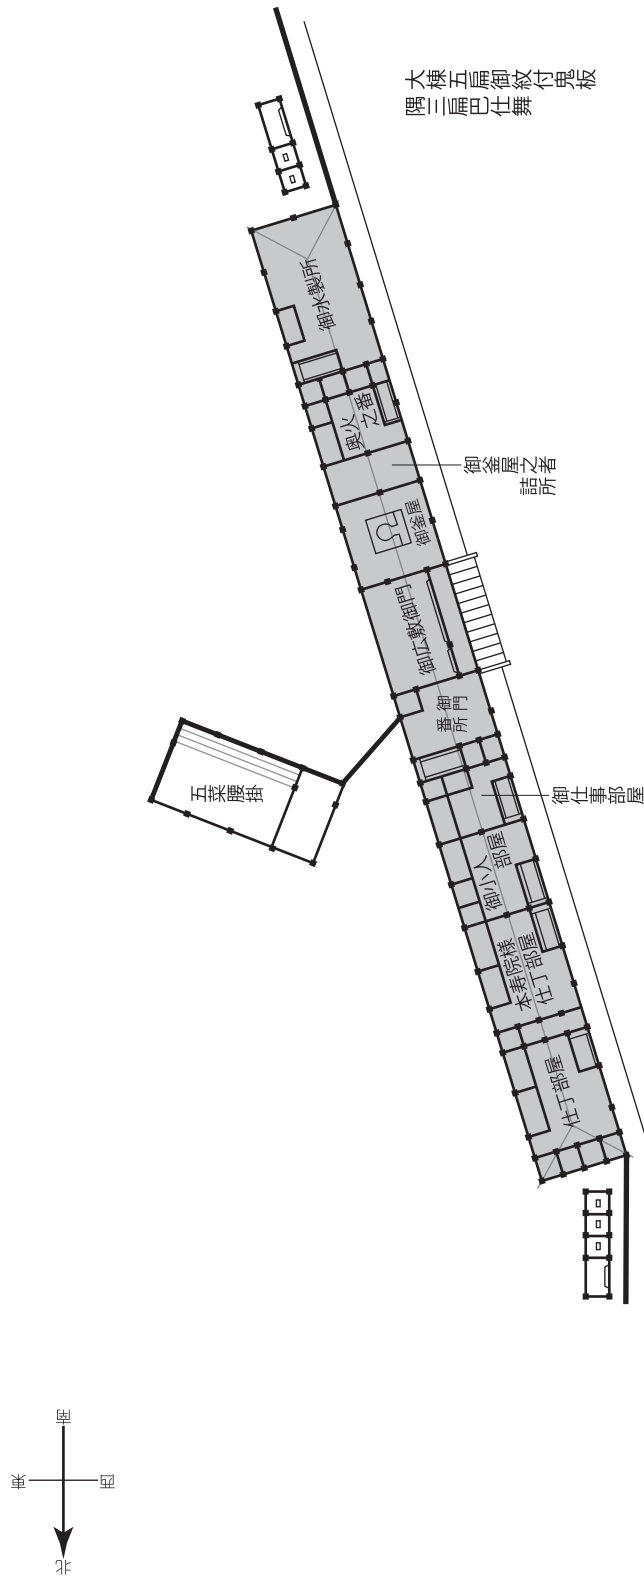 大棟五扁御紋付鬼板
隅三扁巴仕舞
御水製所
奥火
之番
御釜屋之者
詰所
御釜屋
御広敷御門
御門
番所
五菜腰掛
御仕事部屋
御小人
部屋
本寿院様
仕丁部屋
仕丁部屋
南
東
西
北